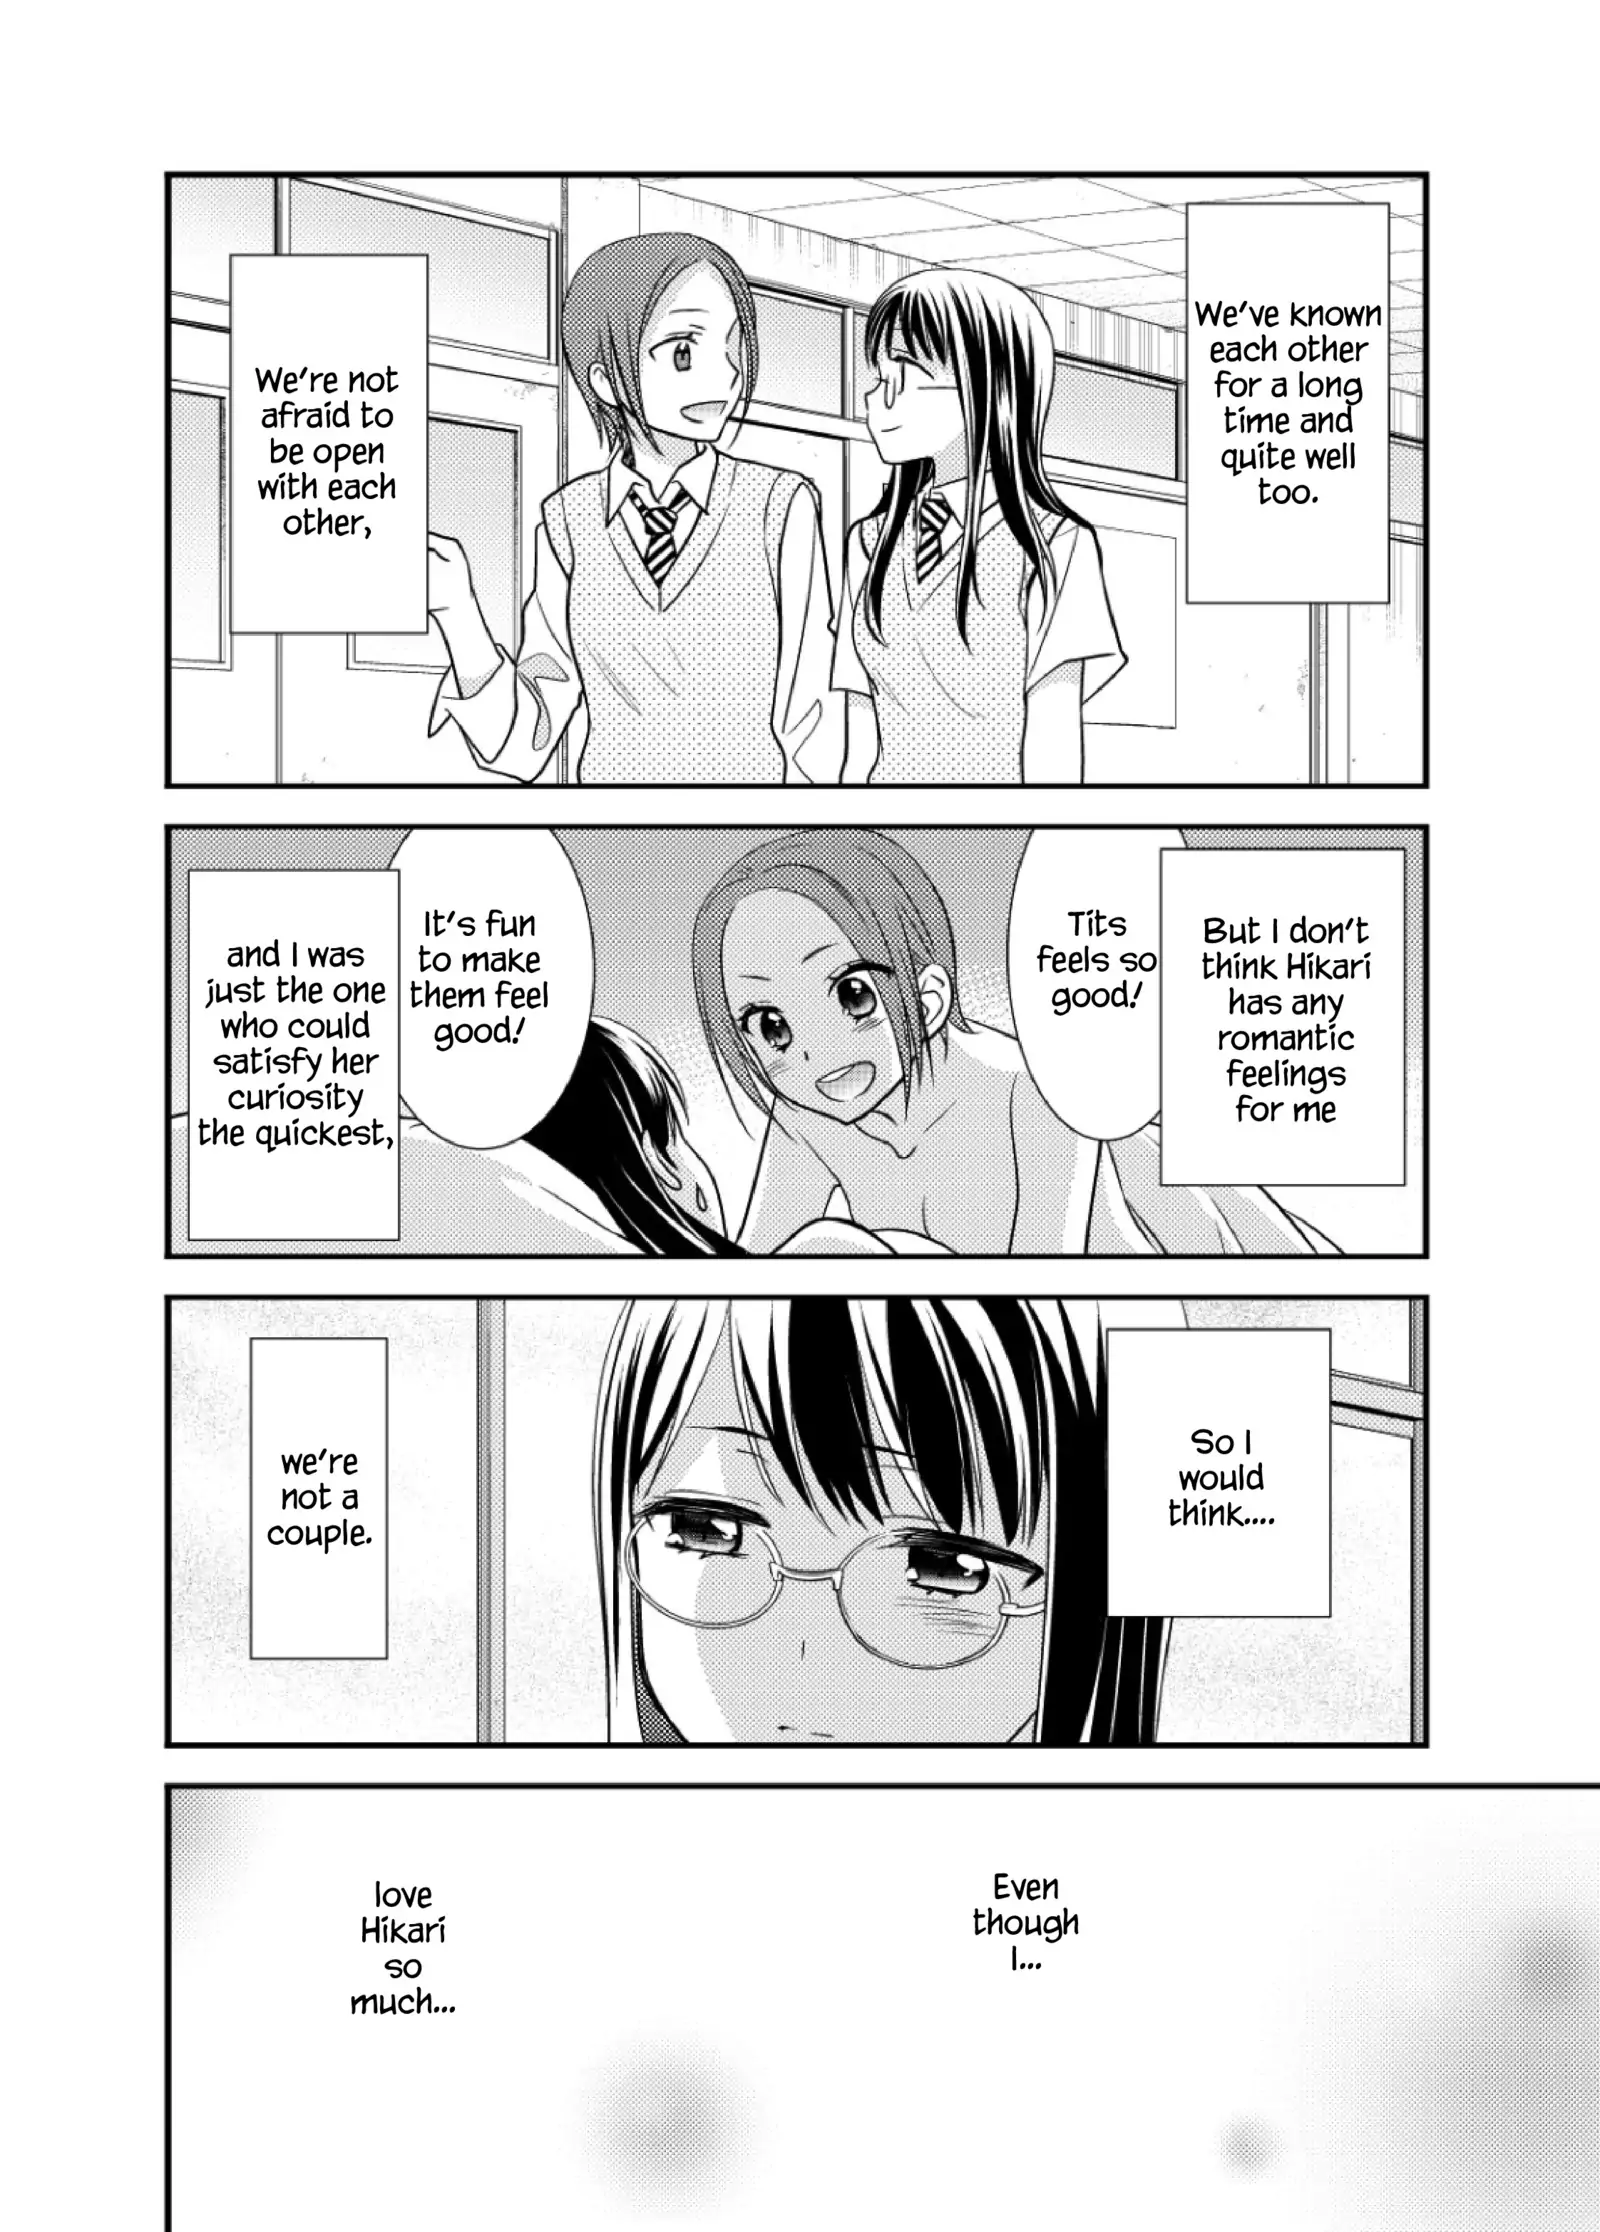 We've known
each other
for a long
time and
quite well
too.
We're not
afraid to
be open
with each
other,
But I don't
think Hikari
has any
romantic
feelings
for me
Tits
feels so
good!
It's fun
to make
them feel
good!
and I was
just the one
who could
satisfy her
curiosity
the quickest,
So I
would
think....
we're
not a
couple.
Even
though
I...
love
Hikari
so
much...